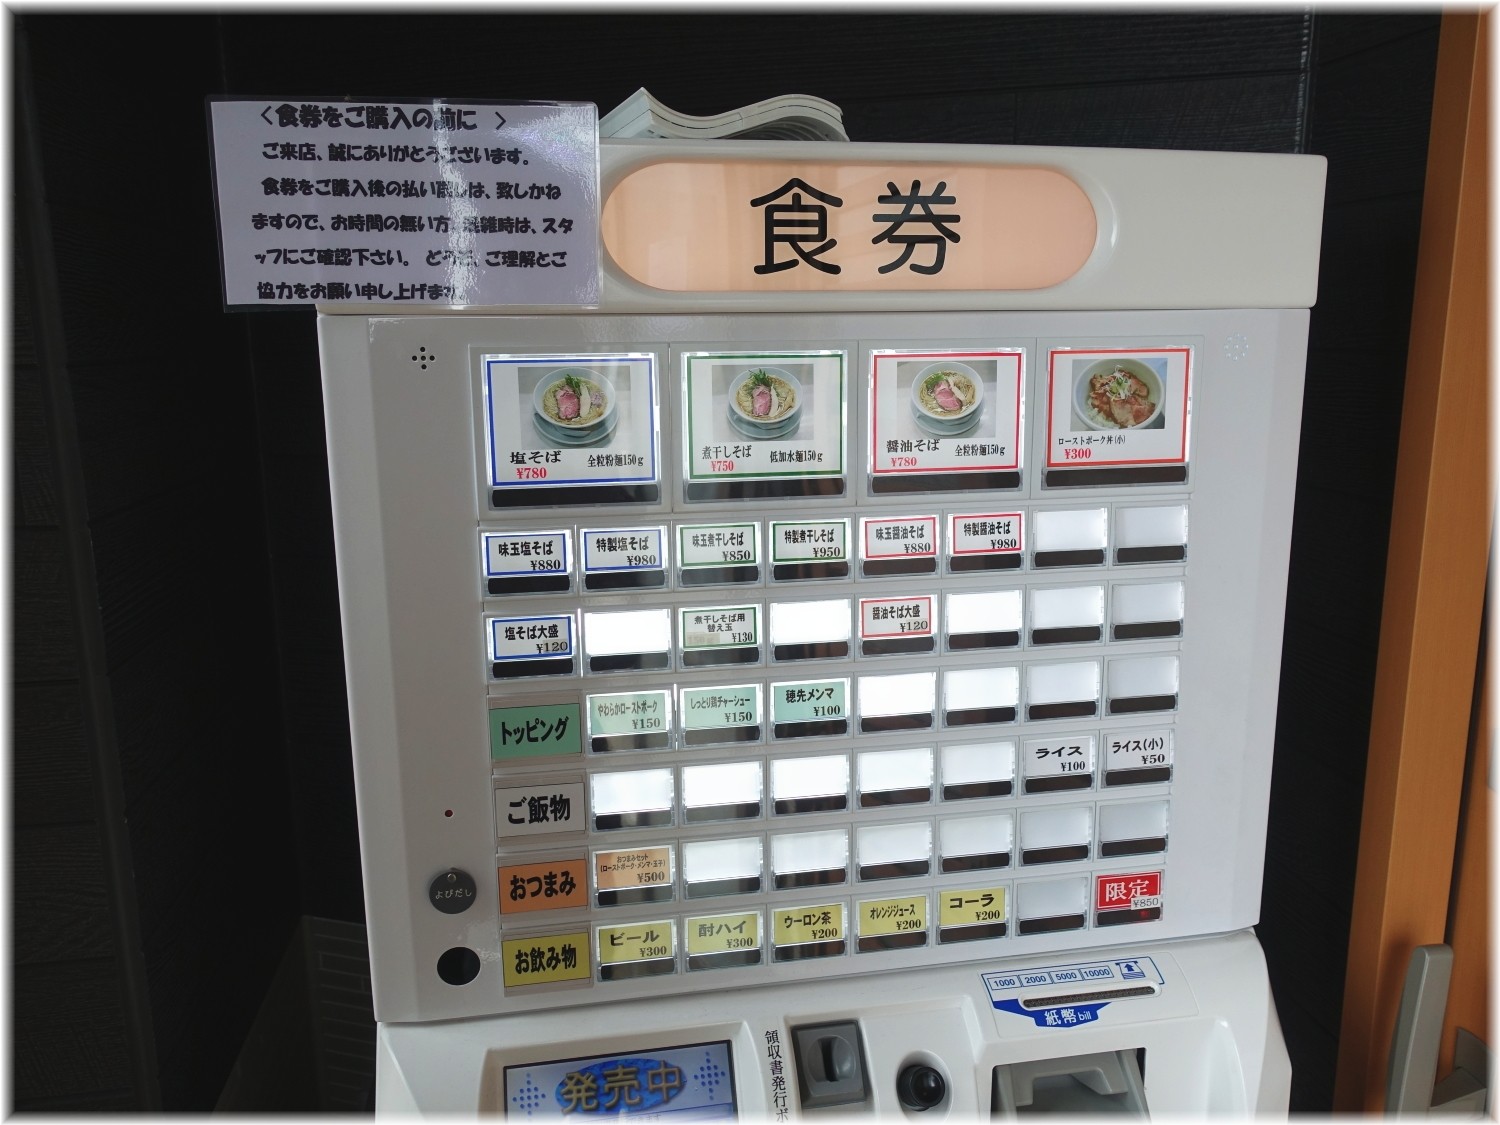 ＜食券をご購入の前に ＞
ご来店、誠にありがとうございます。
食券をご購入後の払い戻しは、致しかね
ますので、お時間の無い方、混雑時は、スタ
ッフにご確認下さい。 どうぞ、ご理解とご
協力をお願い申し上げます
食券
塩そば 全粒粉麺150g
¥780
煮干しそば 低加水麺150g
¥750
醤油そば 全粒粉麺150g
¥780
ローストポーク丼(小)
¥300
味玉塩そば
¥880
特製塩そば
¥980
味玉煮干しそば
¥850
特製煮干しそば
¥950
味玉醤油そば
¥880
特製醤油そば
¥980
塩そば大盛
¥120
煮干しそば用
替え玉
¥130
醤油そば大盛
¥120
トッピング
やわらかローストポーク
¥150
しっとり鶏チャーシュー
¥150
穂先メンマ
¥100
ご飯物
ライス
¥100
ライス(小)
¥50
おつまみ
おつまみセット
(ローストポーク・メンマ・玉子)
¥500
お飲み物
ビール
¥300
酎ハイ
¥300
ウーロン茶
¥200
オレンジジュース
¥200
コーラ
¥200
限定
¥850
よびだし
1000 2000 5000 10000
紙幣 bill
発売中
領収書発行ボ